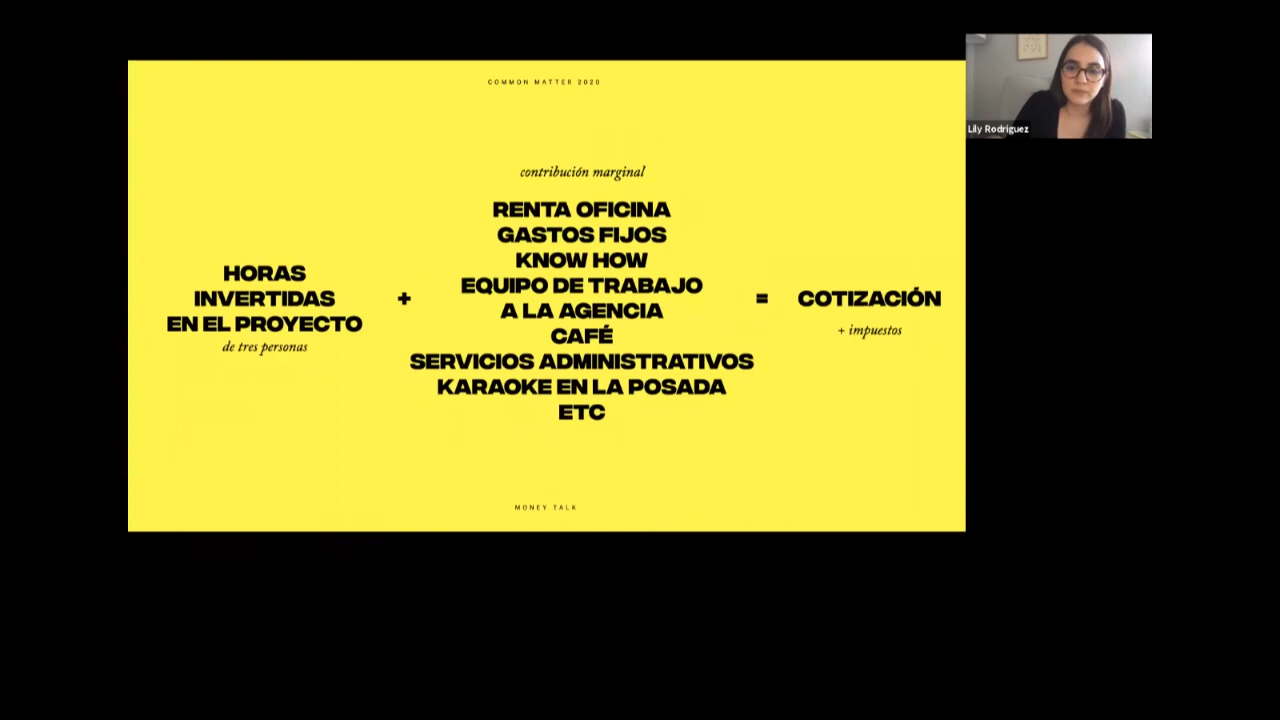 COMMON MATTER 2020
contribución marginal
HORAS
INVERTIDAS
EN EL PROYECTO
de tres personas
+
RENTA OFICINA
GASTOS FIJOS
KNOW HOW
EQUIPO DE TRABAJO
A LA AGENCIA
CAFÉ
SERVICIOS ADMINISTRATIVOS
KARAOKE EN LA POSADA
ETC
=
COTIZACIÓN
+ impuestos
MONEY TALK
Lily Rodriguez